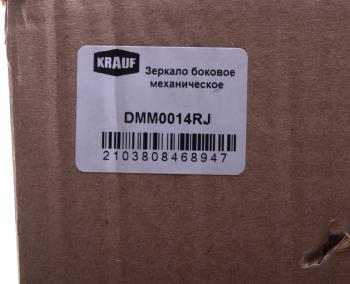 KRAUF
Зеркало боковое
механическое
DMM0014RJ
2103808468947